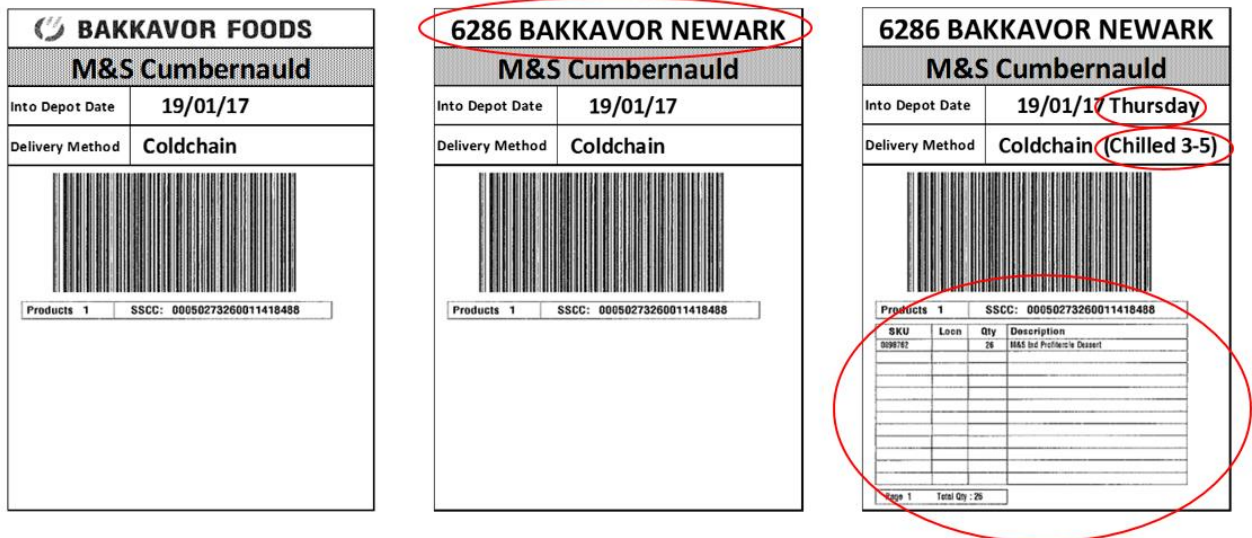 BAKKAVOR FOODS
M&S Cumbernauld
Into Depot Date 19/01/17
Delivery Method Coldchain
Products 1 SSCC: 00050273260011418488
6286 BAKKAVOR NEWARK
M&S Cumbernauld
Into Depot Date 19/01/17
Delivery Method Coldchain
Products 1 SSCC: 00050273260011418488
6286 BAKKAVOR NEWARK
M&S Cumbernauld
Into Depot Date 19/01/17 Thursday
Delivery Method Coldchain (Chilled 3-5)
Products 1 SSCC: 00050273260011418488
SKU Locn Qty Description
26 M&S Ind Profiterole Dessert
Page 1 Total Qty : 26